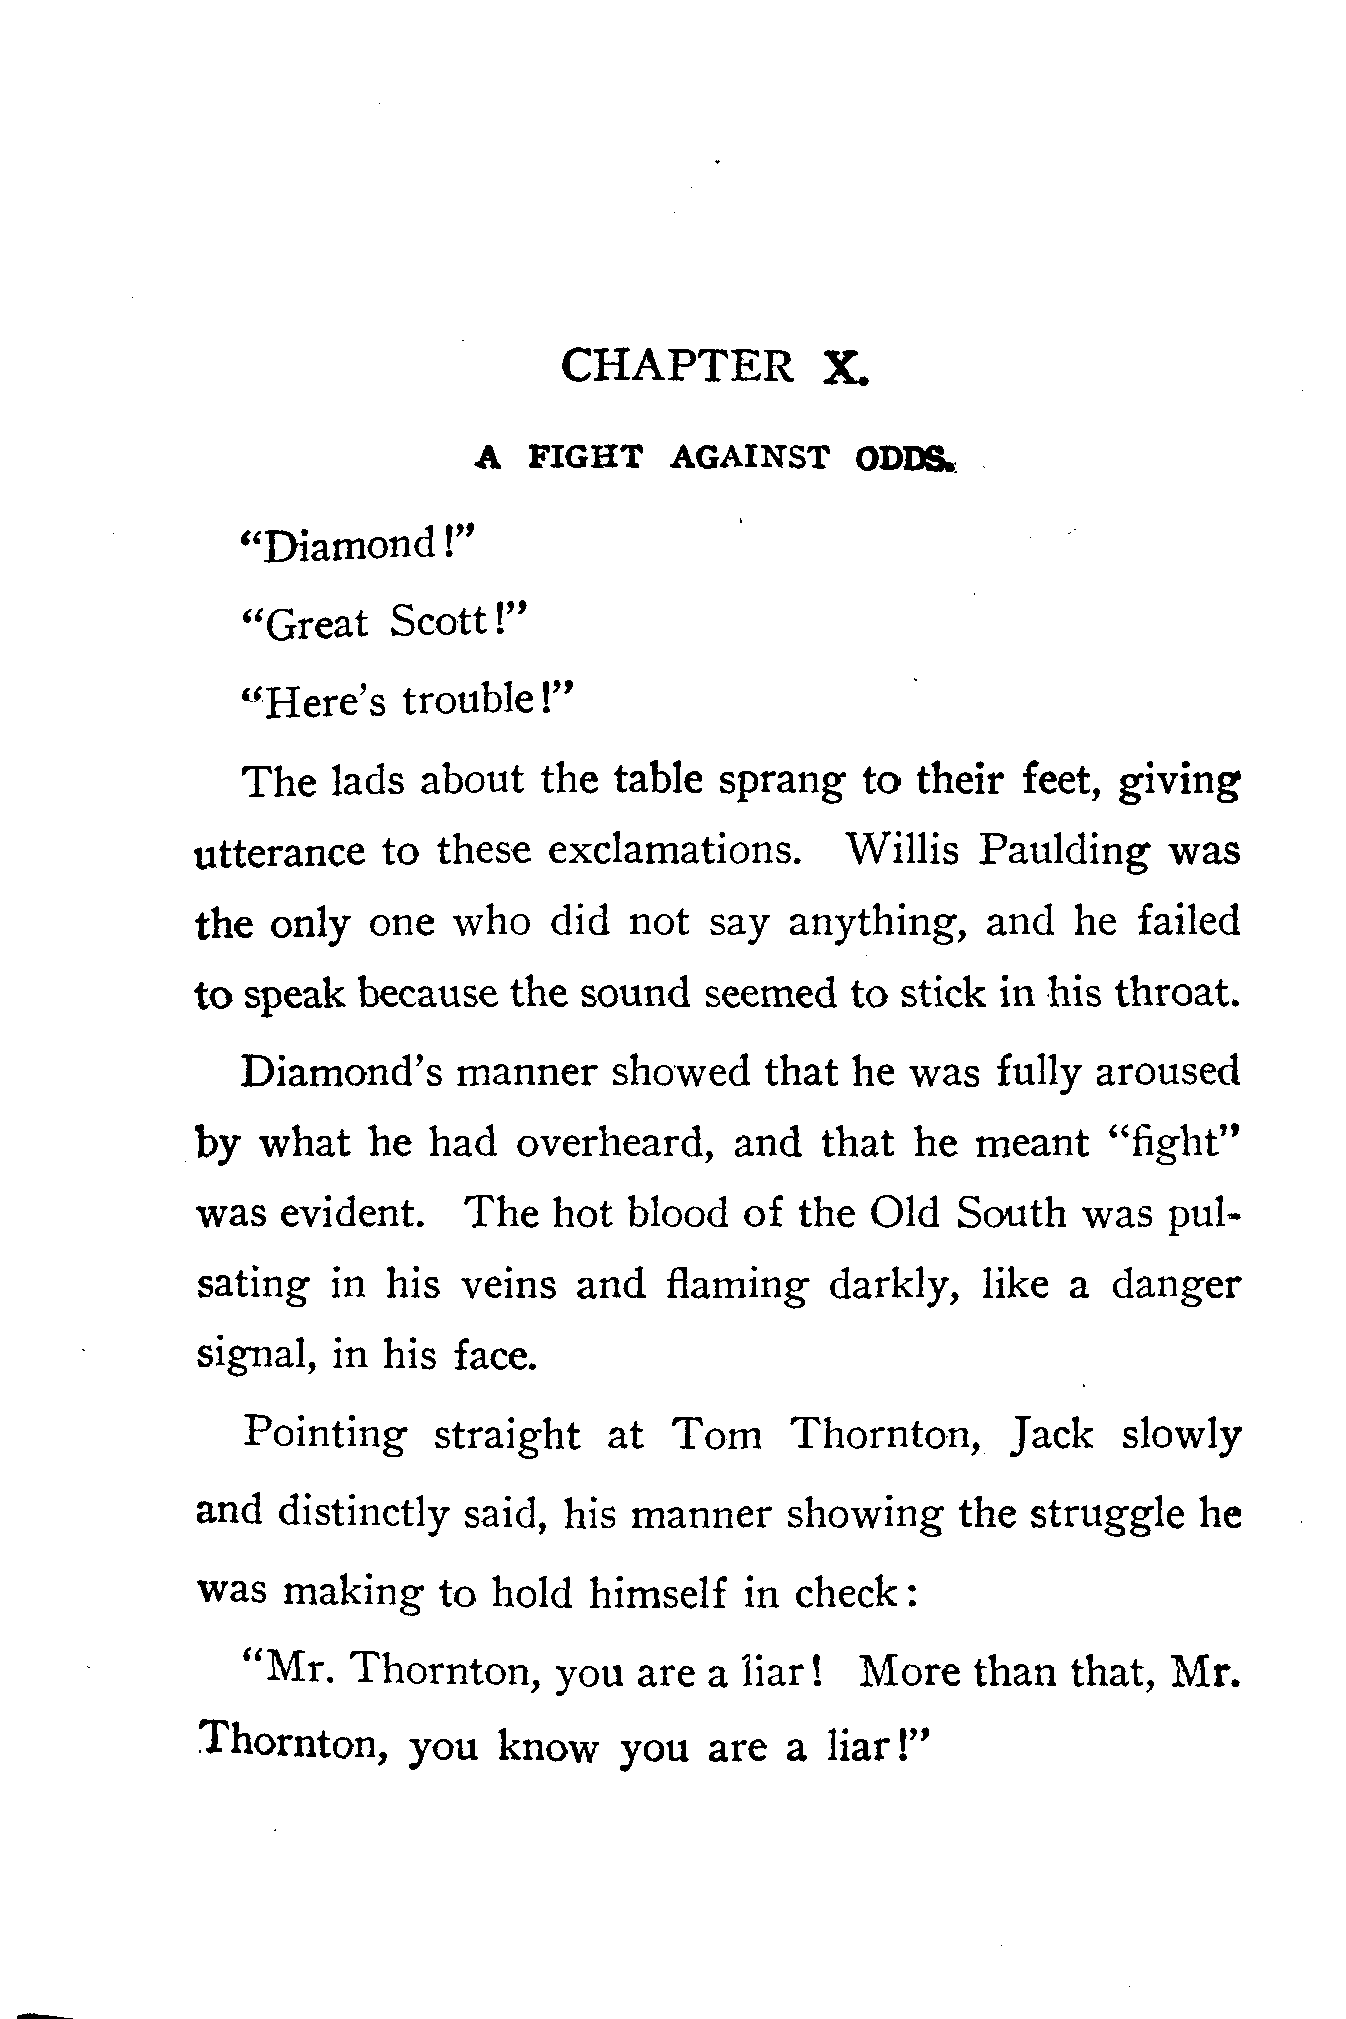 CHAPTER X.
A FIGHT AGAINST ODDS.
“Diamond!”
“Great Scott!”
“Here’s trouble!”
The lads about the table sprang to their feet, giving
utterance to these exclamations. Willis Paulding was
the only one who did not say anything, and he failed
to speak because the sound seemed to stick in his throat.
Diamond’s manner showed that he was fully aroused
by what he had overheard, and that he meant “fight”
was evident. The hot blood of the Old South was pul-
sating in his veins and flaming darkly, like a danger
signal, in his face.
Pointing straight at Tom Thornton, Jack slowly
and distinctly said, his manner showing the struggle he
was making to hold himself in check:
“Mr. Thornton, you are a liar! More than that, Mr.
Thornton, you know you are a liar!”